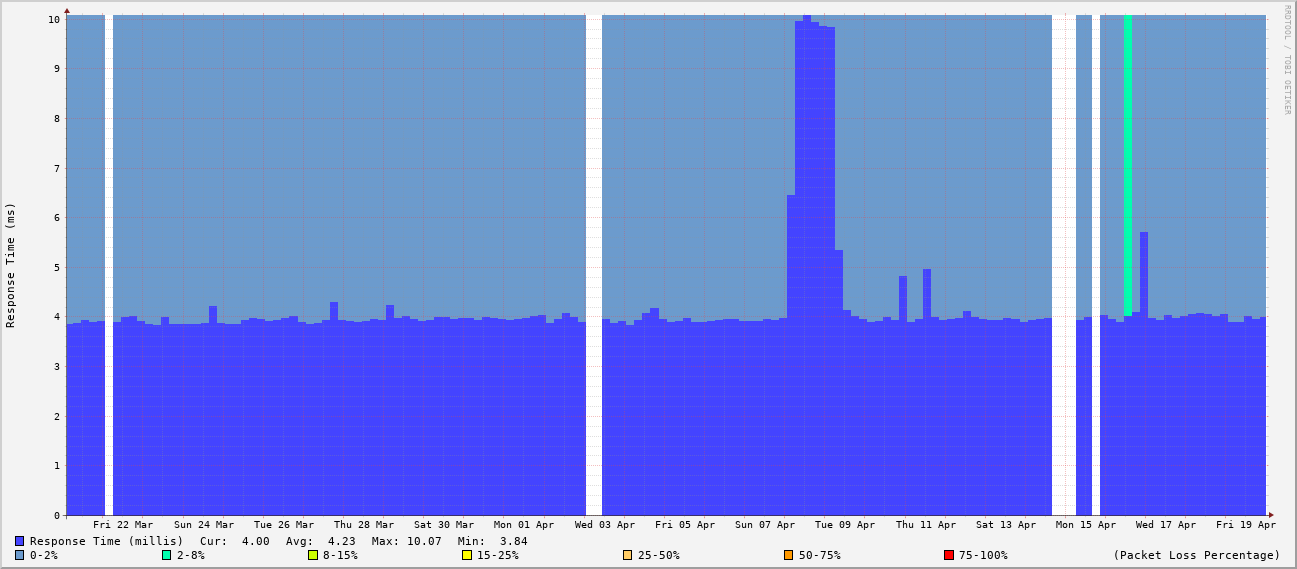 RRDTOOL / TOBI OETIKER
Response Time (ms)
10
9
8
7
6
5
4
3
2
1
0
Fri 22 Mar Sun 24 Mar Tue 26 Mar Thu 28 Mar Sat 30 Mar Mon 01 Apr Wed 03 Apr Fri 05 Apr Sun 07 Apr Tue 09 Apr Thu 11 Apr Sat 13 Apr Mon 15 Apr Wed 17 Apr Fri 19 Apr
Response Time (millis) Cur: 4.00 Avg: 4.23 Max: 10.07 Min: 3.84
0-2% 2-8% 8-15% 15-25% 25-50% 50-75% 75-100% (Packet Loss Percentage)